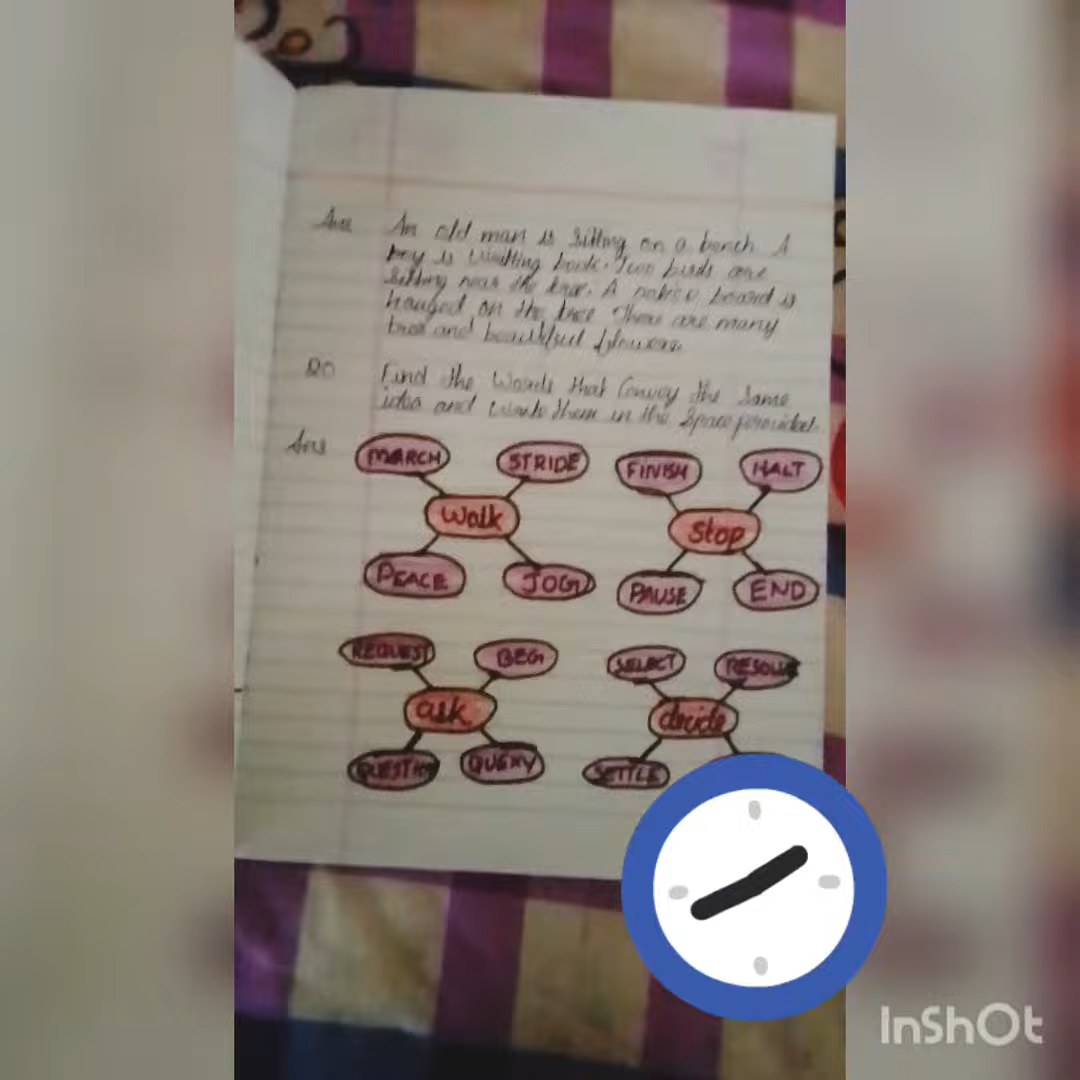 Ans An old man is sitting on a bench A
boy is writting book. Two birds are
sitting near the tree. A notice board is
hanged on the tree There are many
tree and beautiful flowers
Find the Words that Convey the Same
idea and write them in the Space provided.
Ans
MARCH STRIDE
Walk
PEACE JOG
FINISH HALT
Stop
PAUSE END
REQUEST BEG
ask
QUESTION QUERY
SELECT RESOLVE
decide
SETTLE
InShOt